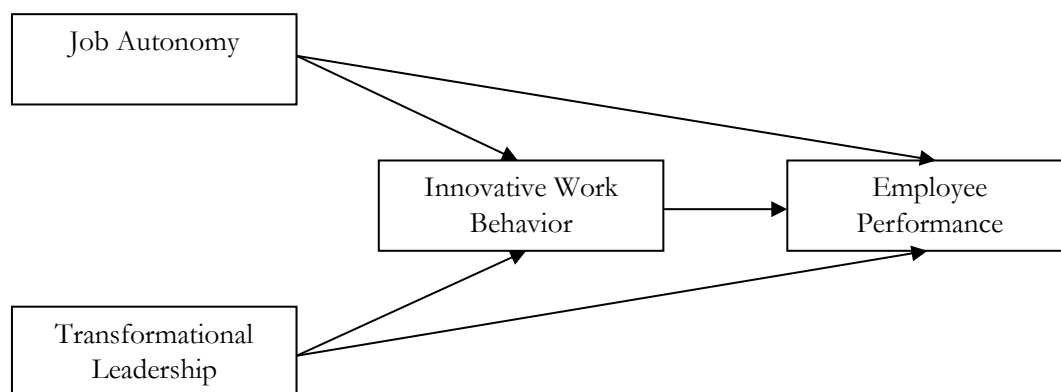 Job Autonomy
Innovative Work
Behavior
Employee
Performance
Transformational
Leadership